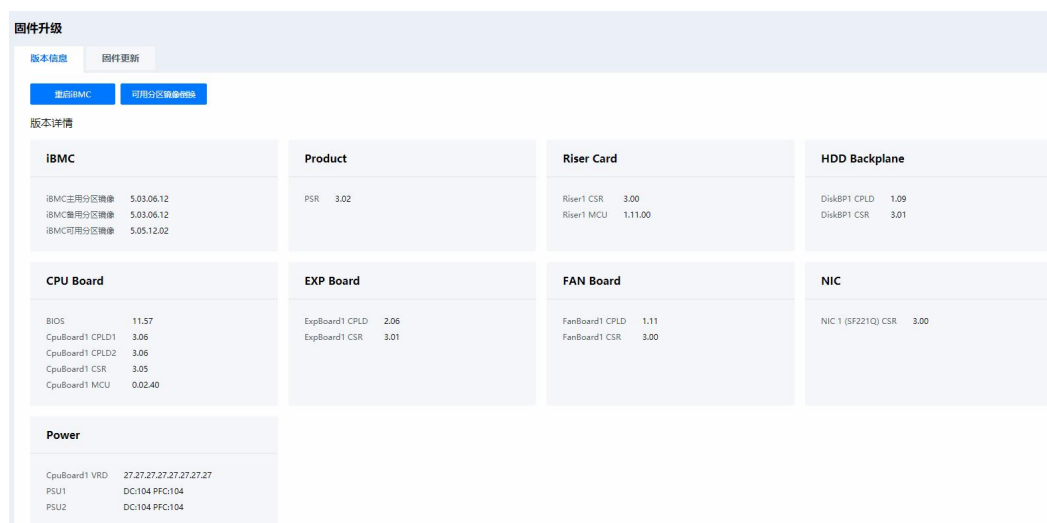 固件升级
版本信息 固件更新
重启iBMC 可用分区镜像切换
版本详情
iBMC
iBMC主用分区镜像 5.03.06.12
iBMC备用分区镜像 5.03.06.12
iBMC可用分区镜像 5.05.12.02
Product
PSR 3.02
Riser Card
Riser1 CSR 3.00
Riser1 MCU 1.11.00
HDD Backplane
DiskBP1 CPLD 1.09
DiskBP1 CSR 3.01
CPU Board
BIOS 11.57
CpuBoard1 CPLD1 3.06
CpuBoard1 CPLD2 3.06
CpuBoard1 CSR 3.05
CpuBoard1 MCU 0.02.40
EXP Board
ExpBoard1 CPLD 2.06
ExpBoard1 CSR 3.01
FAN Board
FanBoard1 CPLD 1.11
FanBoard1 CSR 3.00
NIC
NIC 1 (SF221Q) CSR 3.00
Power
CpuBoard1 VRD 27.27.27.27.27.27.27.27
PSU1 DC:104 PFC:104
PSU2 DC:104 PFC:104